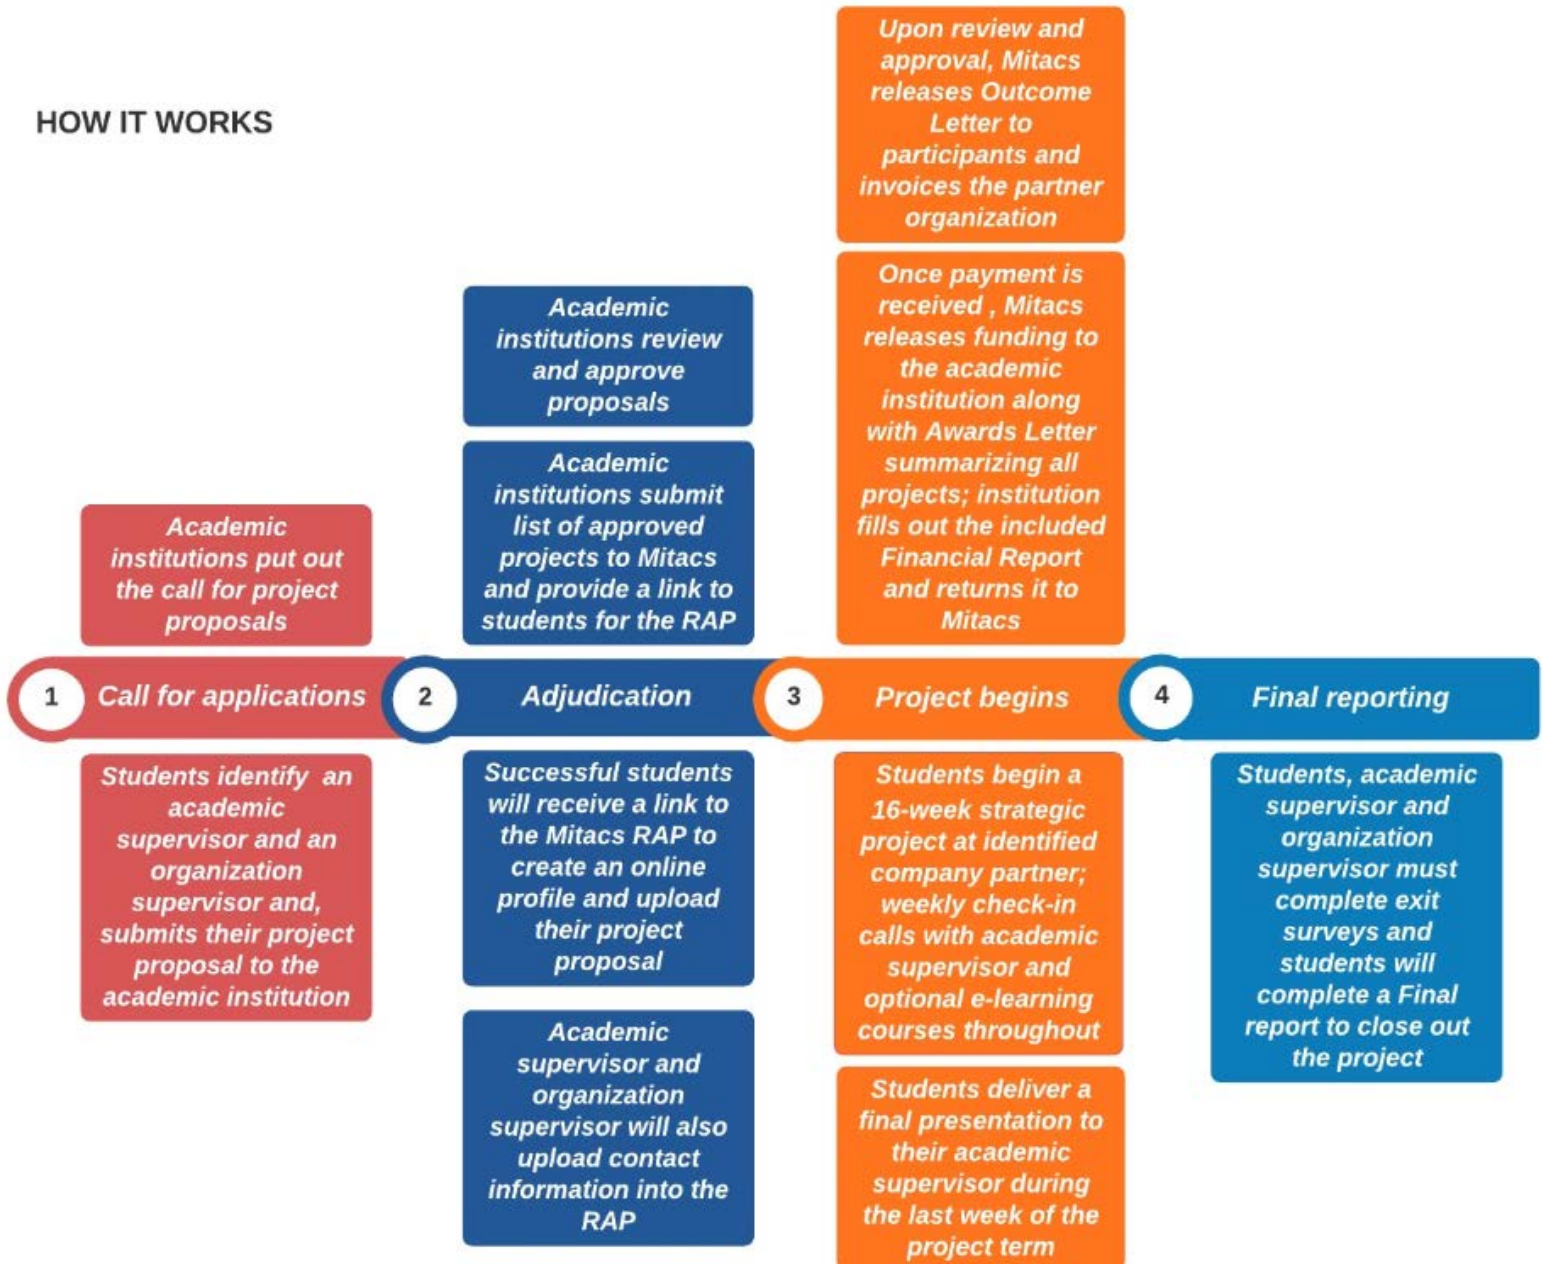 HOW IT WORKS
Academic
institutions put out
the call for project
proposals
1 Call for applications
Students identify an
academic
supervisor and an
organization
supervisor and,
submits their project
proposal to the
academic institution
Academic
institutions review
and approve
proposals
Academic
institutions submit
list of approved
projects to Mitacs
and provide a link to
students for the RAP
2 Adjudication
Successful students
will receive a link to
the Mitacs RAP to
create an online
profile and upload
their project
proposal
Academic
supervisor and
organization
supervisor will also
upload contact
information into the
RAP
Upon review and
approval, Mitacs
releases Outcome
Letter to
participants and
invoices the partner
organization
Once payment is
received , Mitacs
releases funding to
the academic
institution along
with Awards Letter
summarizing all
projects; institution
fills out the included
Financial Report
and returns it to
Mitacs
3 Project begins
Students begin a
16-week strategic
project at identified
company partner;
weekly check-in
calls with academic
supervisor and
optional e-learning
courses throughout
Students deliver a
final presentation to
their academic
supervisor during
the last week of the
project term
4 Final reporting
Students, academic
supervisor and
organization
supervisor must
complete exit
surveys and
students will
complete a Final
report to close out
the project